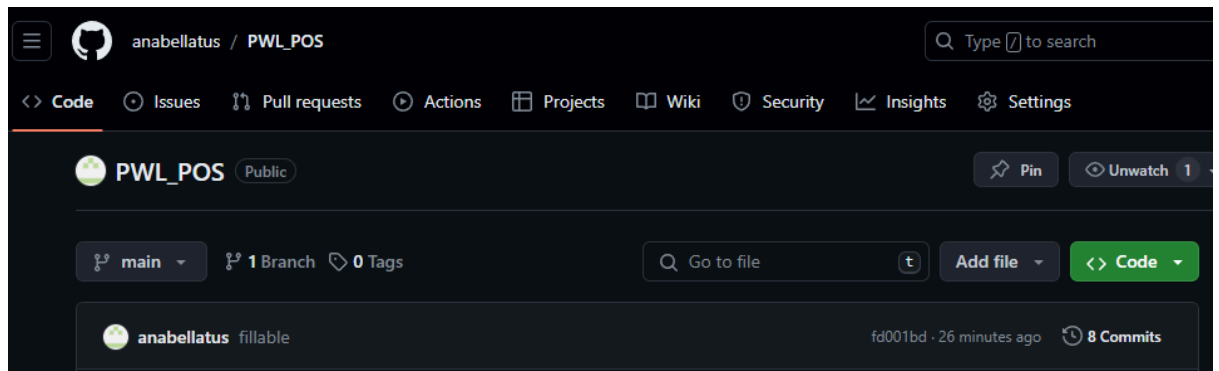 anabellatus / PWL_POS Type / to search
Code Issues Pull requests Actions Projects Wiki Security Insights Settings
PWL_POS Public Pin Unwatch 1
main 1 Branch 0 Tags Go to file t Add file Code
anabellatus fillable fd001bd · 26 minutes ago 8 Commits